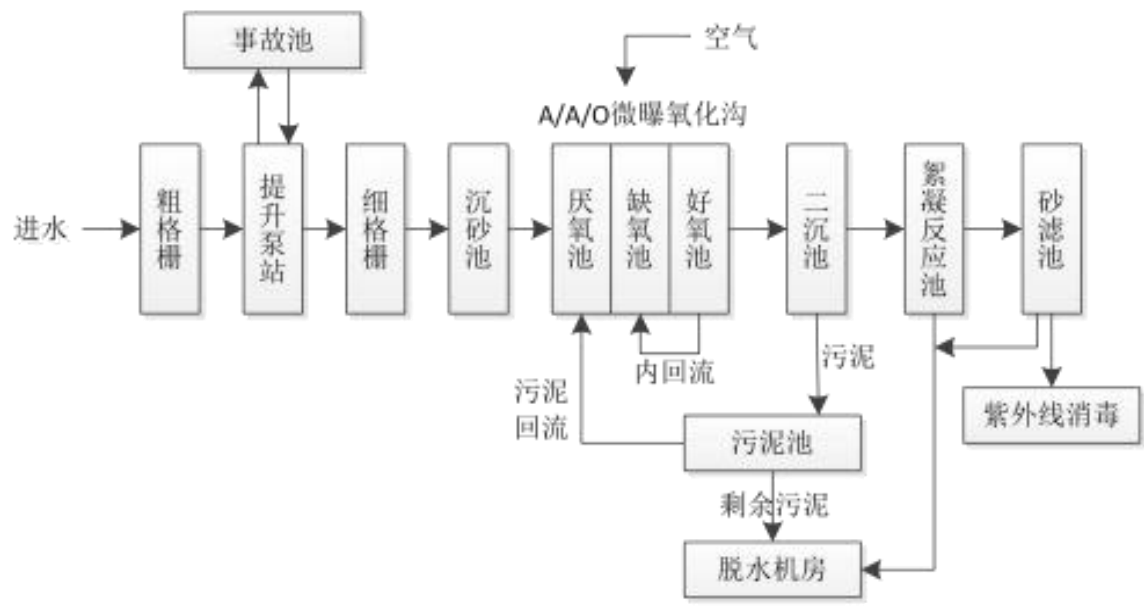 事故池
空气
A/A/O微曝氧化沟
进水
粗格栅
提升泵站
细格栅
沉砂池
厌氧池
缺氧池
好氧池
二沉池
絮凝反应池
砂滤池
内回流
污泥
污泥
回流
紫外线消毒
污泥池
剩余污泥
脱水机房